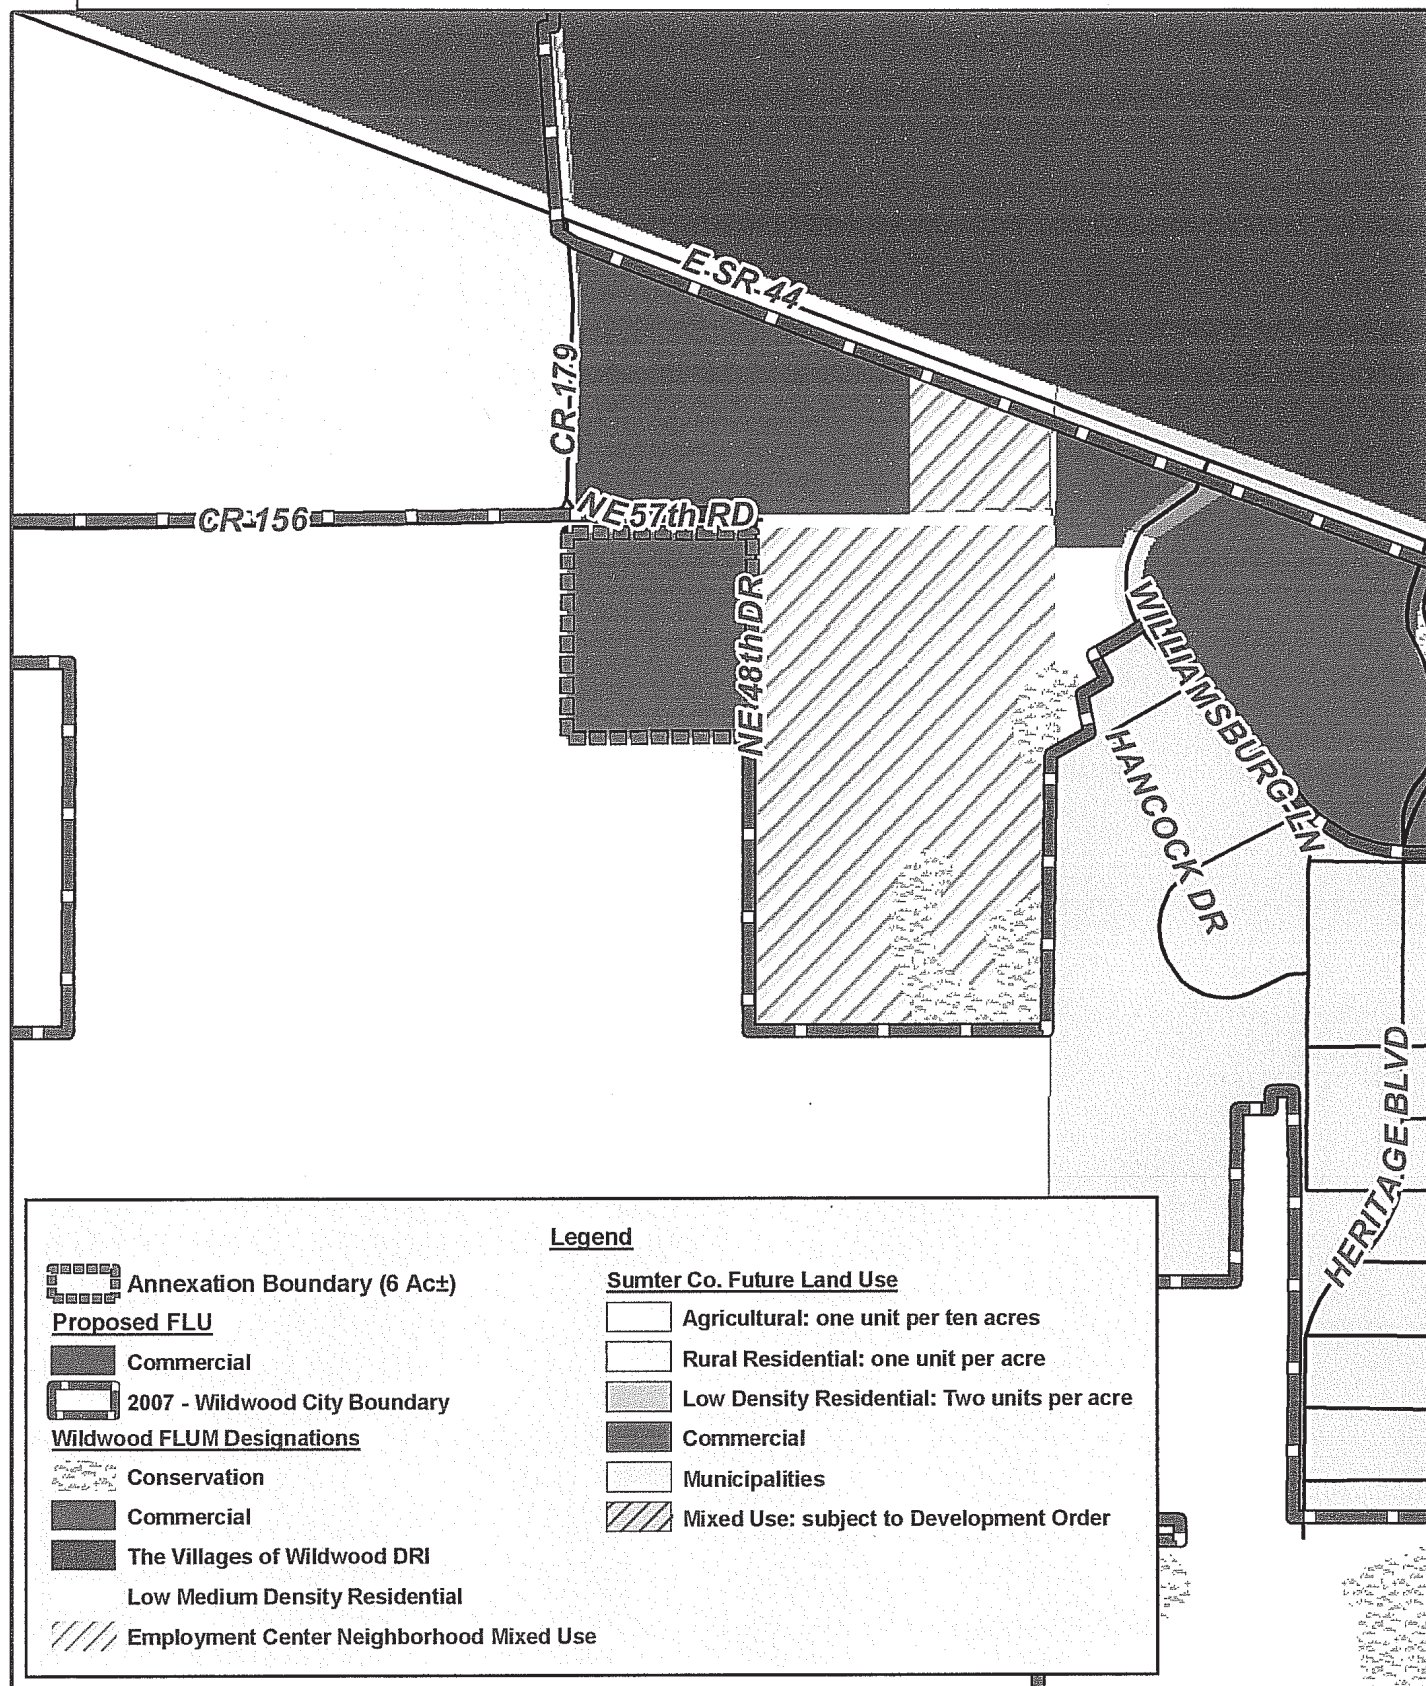 E SR 44
CR-179
CR-156
NE 57th RD
NE 48th DR
WILLIAMSBURG LN
HANCOCK DR
HERITAGE BLVD
Legend
Annexation Boundary (6 Ac±)
Proposed FLU
Commercial
2007 - Wildwood City Boundary
Wildwood FLUM Designations
Conservation
Commercial
The Villages of Wildwood DRI
Low Medium Density Residential
Employment Center Neighborhood Mixed Use
Sumter Co. Future Land Use
Agricultural: one unit per ten acres
Rural Residential: one unit per acre
Low Density Residential: Two units per acre
Commercial
Municipalities
Mixed Use: subject to Development Order